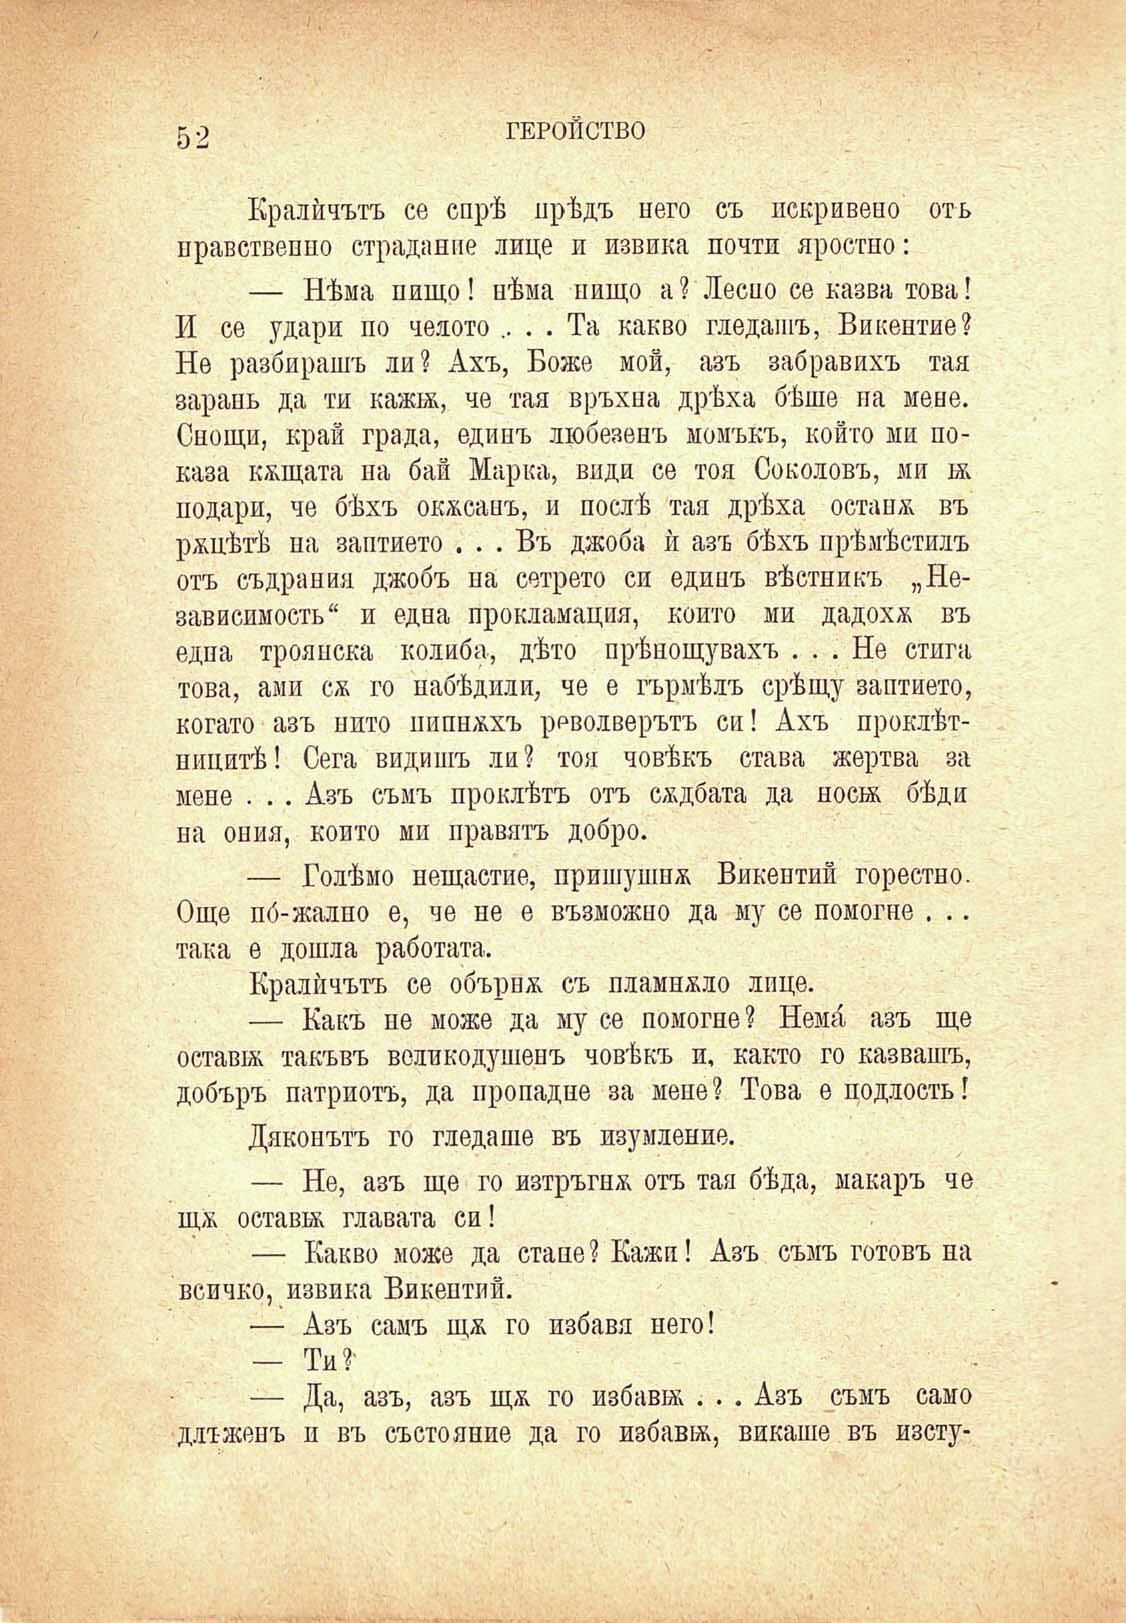 52
ГЕРОЙСТВО
Кралѝчътъ се спрѣ прѣдъ него съ искривено отъ
нравственно страдание лице и извика почти яростно:
— Нѣма нищо! нѣма нищо а? Лесно се казва това!
И се удари по челото . . . Та какво гледашъ, Викентие?
Не разбирашъ ли? Ахъ, Боже мой, азъ забравихъ тая
зарань да ти кажѭ, че тая връхна дрѣха бѣше на мене.
Снощи, край града, единъ любезенъ момъкъ, който ми по-
каза кѫщата на бай Марка, види се тоя Соколовъ, ми ѭ
подари, че бѣхъ окѫсанъ, и послѣ тая дрѣха останѫ въ
рѫцѣтѣ на заптието . . . Въ джоба ѝ азъ бѣхъ прѣмѣстилъ
отъ съдрания джобъ на сетрето си единъ вѣстникъ „Не-
зависимость“ и една прокламация, които ми дадохѫ въ
една троянска колиба, дѣто прѣнощувахъ . . . Не стига
това, ами сѫ го набѣдили, че е гърмѣлъ срѣщу заптието,
когато азъ нито пипнѫхъ револверътъ си! Ахъ проклѣт-
ницитѣ! Сега видишъ ли? тоя човѣкъ става жертва за
мене . . . Азъ съмъ проклѣтъ отъ сѫдбата да носѭ бѣди
на ония, които ми правятъ добро.
— Голѣмо нещастие, пришушнѫ Викентий горестно.
Още по́-жално е, че не е възможно да му се помогне . . .
така е дошла работата.
Кралѝчътъ се обърнѫ съ пламнѫло лице.
— Какъ не може да му се помогне? Нема́ азъ ще
оставѭ такъвъ великодушенъ човѣкъ и, както го казвашъ,
добъръ патриотъ, да пропадне за мене? Това е подлость!
Дяконътъ го гледаше въ изумление.
— Не, азъ ще го изтръгнѫ отъ тая бѣда, макаръ че
щѫ оставѭ главата си!
— Какво може да стане? Кажи! Азъ съмъ готовъ на
всичко, извика Викентий.
— Азъ самъ щѫ го избавя него!
— Ти?
— Да, азъ, азъ щѫ го избавѭ . . . Азъ съмъ само
длъженъ и въ състояние да го избавѭ, викаше въ изсту-